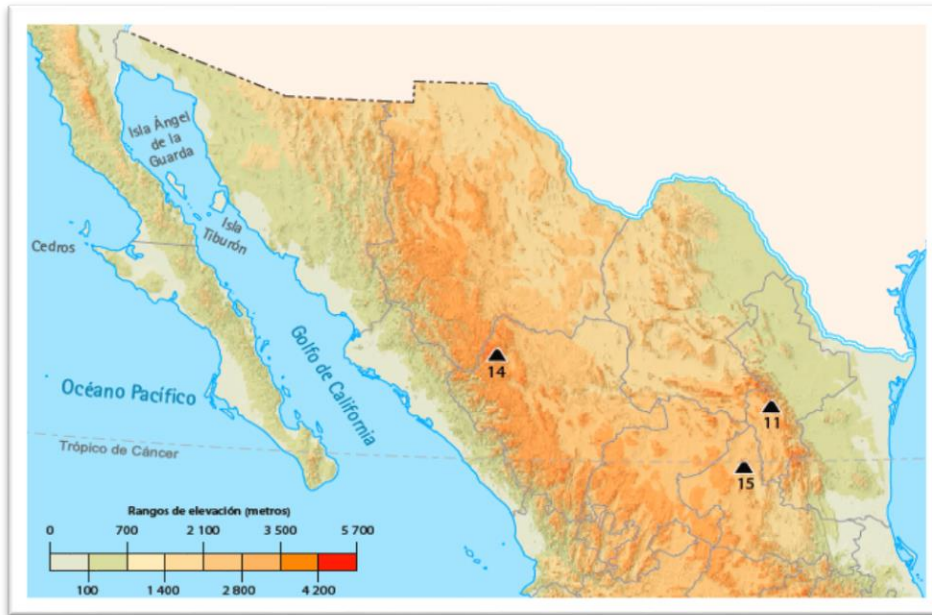 Isla Ángel
de la
Guarda
Isla
Tiburón
Cedros
Golfo de California
Océano Pacífico
Trópico de Cáncer
14
11
15
Rangos de elevación (metros)
0 700 2 100 3 500 5 700
100 1 400 2 800 4 200